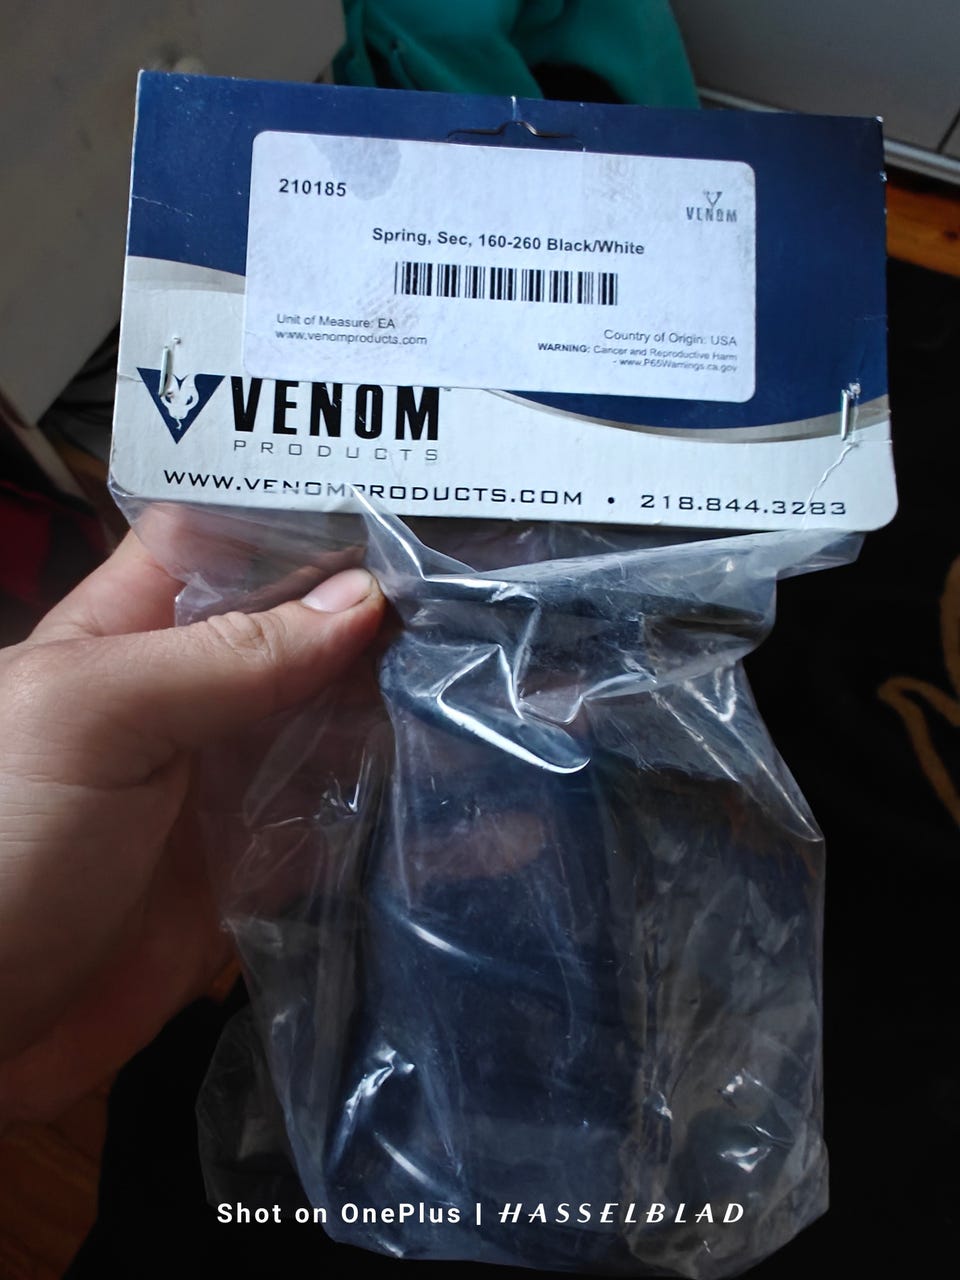 210185
VENOM
Spring, Sec, 160-260 Black/White
Unit of Measure: EA
www.venomproducts.com
Country of Origin: USA
WARNING: Cancer and Reproductive Harm
- www.P65Warnings.ca.gov
VENOM
PRODUCTS
WWW.VENOMPRODUCTS.COM • 218.844.3283
Shot on OnePlus | HASSELBLAD